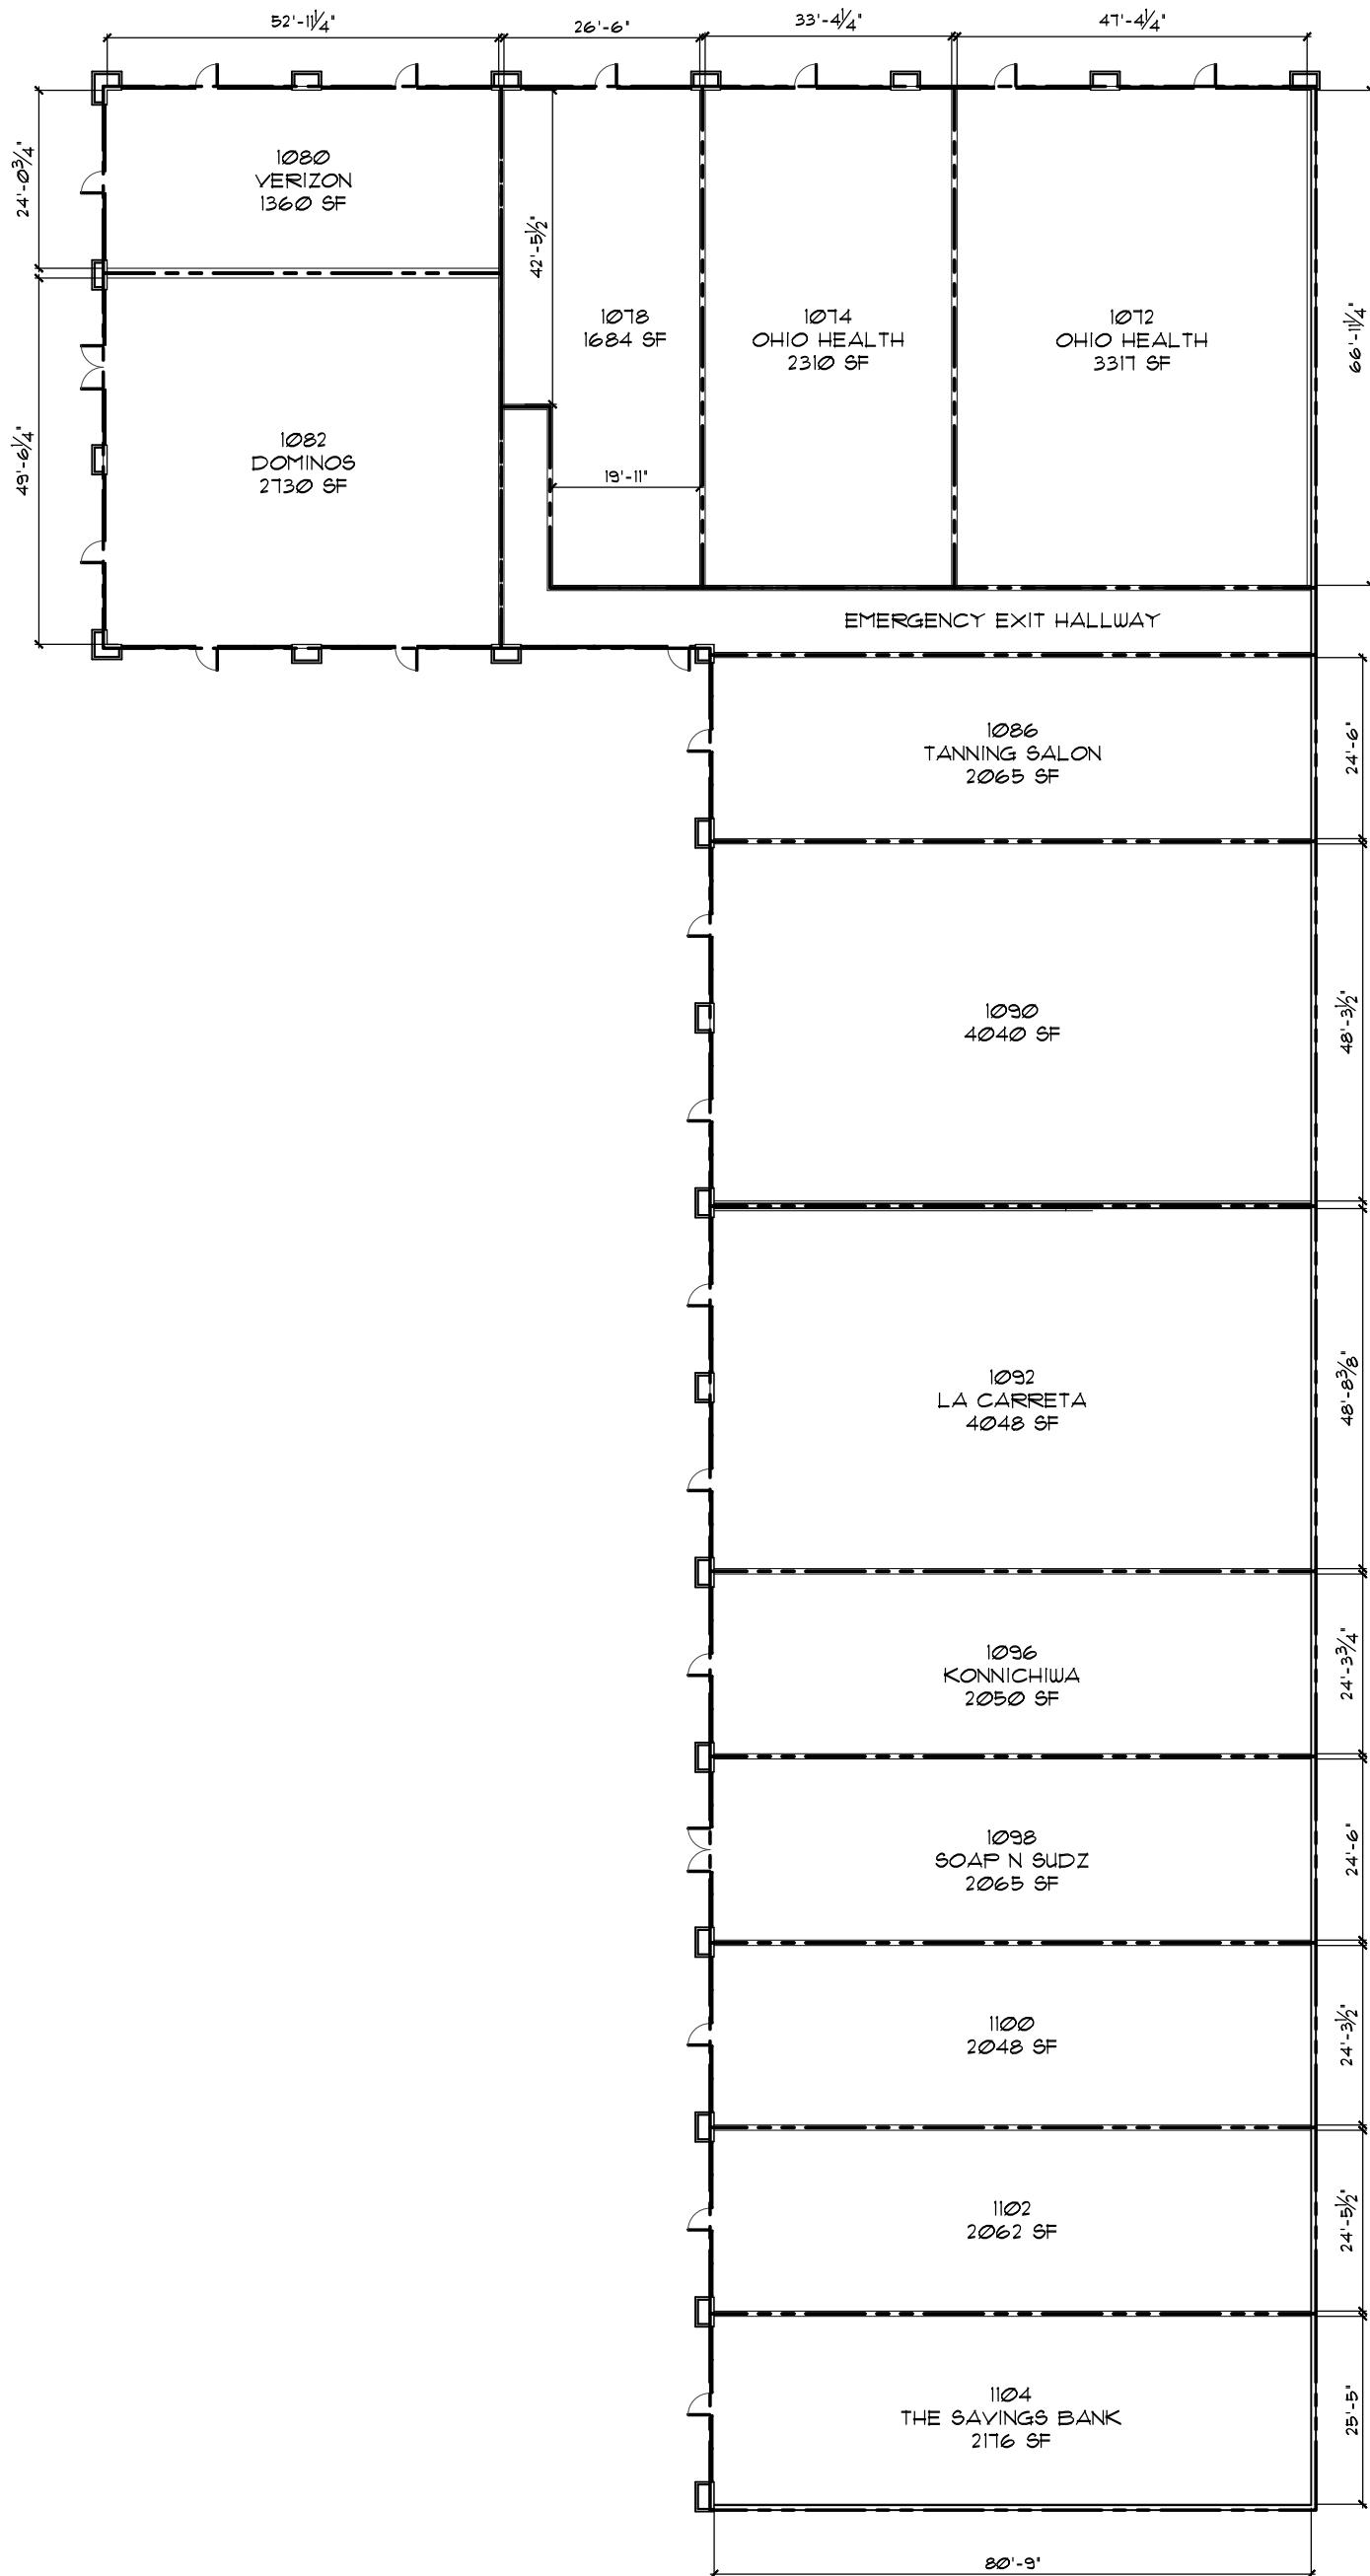 52'-11¼"
26'-6"
33'-4¼"
47'-4¼"
24'-0¾"
1080
VERIZON
1360 SF
42'-5½"
1078
1684 SF
1074
OHIO HEALTH
2310 SF
1072
OHIO HEALTH
3317 SF
66'-11¼"
49'-6¼"
1082
DOMINOS
2730 SF
19'-11"
EMERGENCY EXIT HALLWAY
1086
TANNING SALON
2065 SF
24'-6"
1090
4040 SF
48'-3½"
1092
LA CARRETA
4048 SF
48'-8⅜"
1096
KONNICHIWA
2050 SF
24'-3¾"
1098
SOAP N SUDZ
2065 SF
24'-6"
1100
2048 SF
24'-3½"
1102
2062 SF
24'-5½"
1104
THE SAVINGS BANK
2176 SF
25'-5"
80'-9"